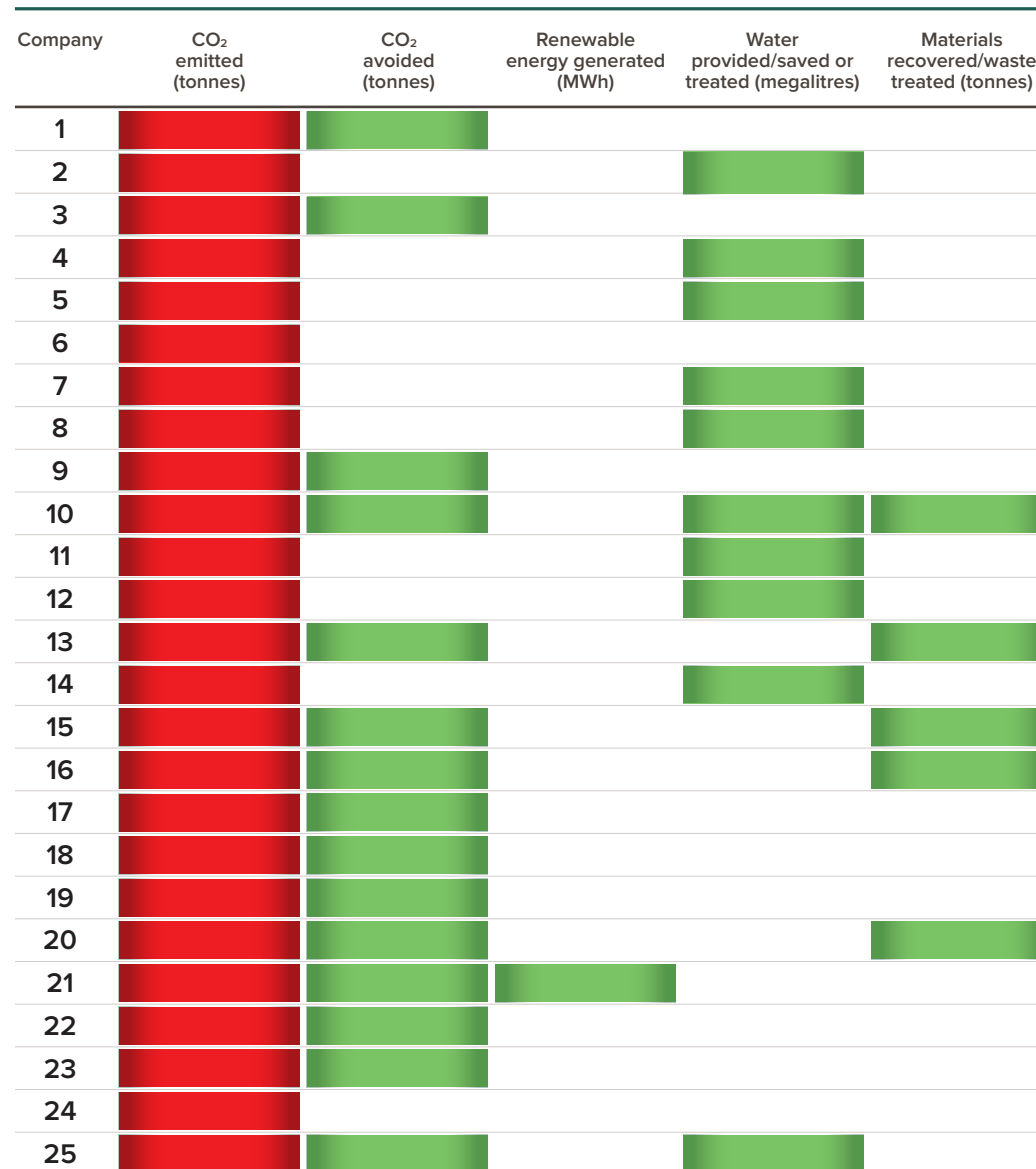 Company
CO₂
emitted
(tonnes)
CO₂
avoided
(tonnes)
Renewable
energy generated
(MWh)
Water
provided/saved or
treated (megalitres)
Materials
recovered/waste
treated (tonnes)
1
2
3
4
5
6
7
8
9
10
11
12
13
14
15
16
17
18
19
20
21
22
23
24
25